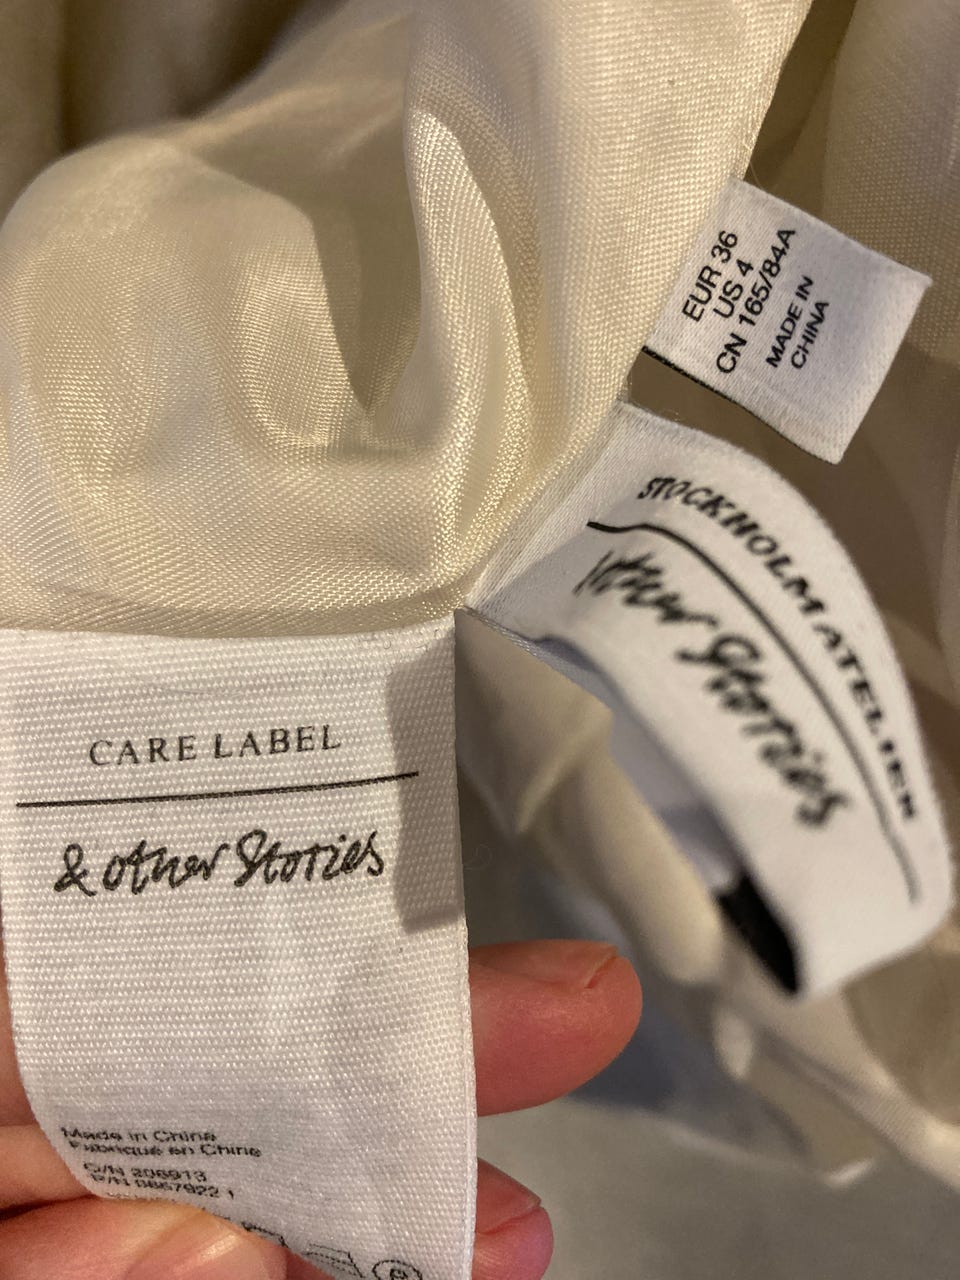 EUR 36
US 4
CN 165/84A
MADE IN
CHINA
STOCKHOLM ATELIER
other Stories
CARE LABEL
& other Stories
Made in China
Fabriqué en Chine